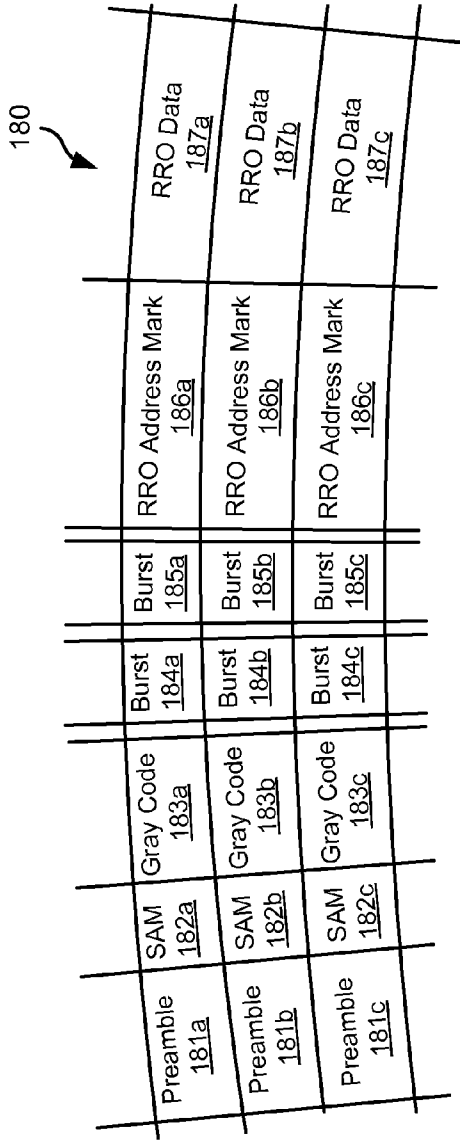 180
Preamble
181a
SAM
182a
Gray Code
183a
Burst
184a
Burst
185a
RRO Address Mark
186a
RRO Data
187a
Preamble
181b
SAM
182b
Gray Code
183b
Burst
184b
Burst
185b
RRO Address Mark
186b
RRO Data
187b
Preamble
181c
SAM
182c
Gray Code
183c
Burst
184c
Burst
185c
RRO Address Mark
186c
RRO Data
187c